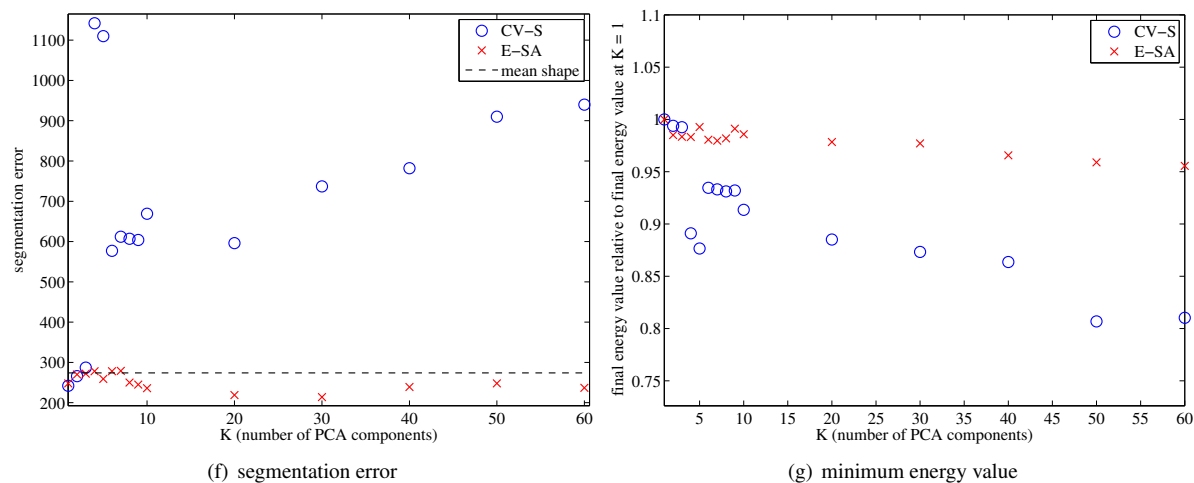 1100
1000
900
800
700
600
500
400
300
200
segmentation error
CV−S
E−SA
mean shape
10 20 30 40 50 60
K (number of PCA components)
(f) segmentation error
1.1
1.05
1
0.95
0.9
0.85
0.8
0.75
final energy value relative to final energy value at K = 1
CV−S
E−SA
5 10 15 20 25 30 35 40 45 50 55 60
K (number of PCA components)
(g) minimum energy value